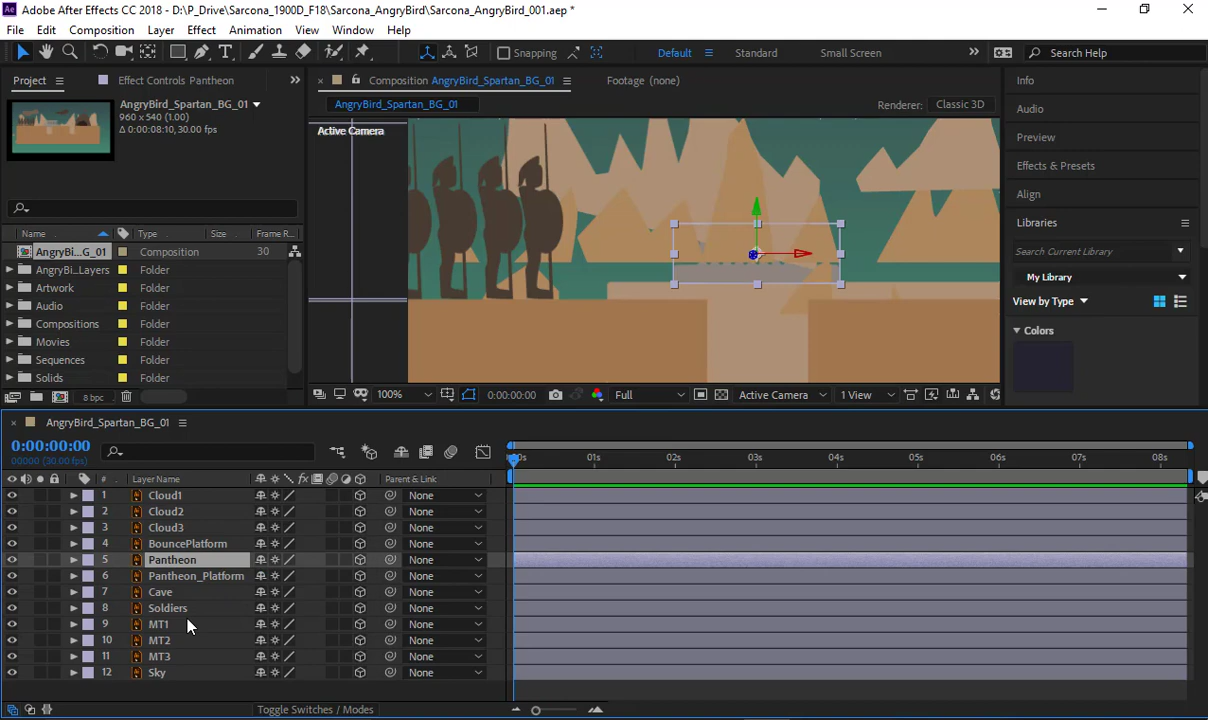 Adobe After Effects CC 2018 - D:\P_Drive\Sarcona_1900D_F18\Sarcona_AngryBird\Sarcona_AngryBird_001.aep *
File Edit Composition Layer Effect Animation View Window Help
Snapping Default Standard Small Screen Search Help
Project Effect Controls Pantheon Composition AngryBird_Spartan_BG_01 Footage (none) Info
AngryBird_Spartan_BG_01
960 x 540 (1.00)
Δ 0:00:08:10, 30.00 fps
AngryBird_Spartan_BG_01 Renderer: Classic 3D
Active Camera
Audio
Preview
Effects & Presets
Align
Libraries
Search Current Library
My Library
View by Type
Colors
Name Type Size Frame R...
AngryBi...G_01 Composition 30
AngryBi...Layers Folder
Artwork Folder
Audio Folder
Compositions Folder
Movies Folder
Sequences Folder
Solids Folder
8 bpc
100% 0:00:00:00 Full Active Camera 1 View
AngryBird_Spartan_BG_01
0:00:00:00
00000 (30.00 fps)
:00s 01s 02s 03s 04s 05s 06s 07s 08s
# Layer Name fx Parent & Link
1 Cloud1 None
2 Cloud2 None
3 Cloud3 None
4 BouncePlatform None
5 Pantheon None
6 Pantheon_Platform None
7 Cave None
8 Soldiers None
9 MT1 None
10 MT2 None
11 MT3 None
12 Sky None
Toggle Switches / Modes